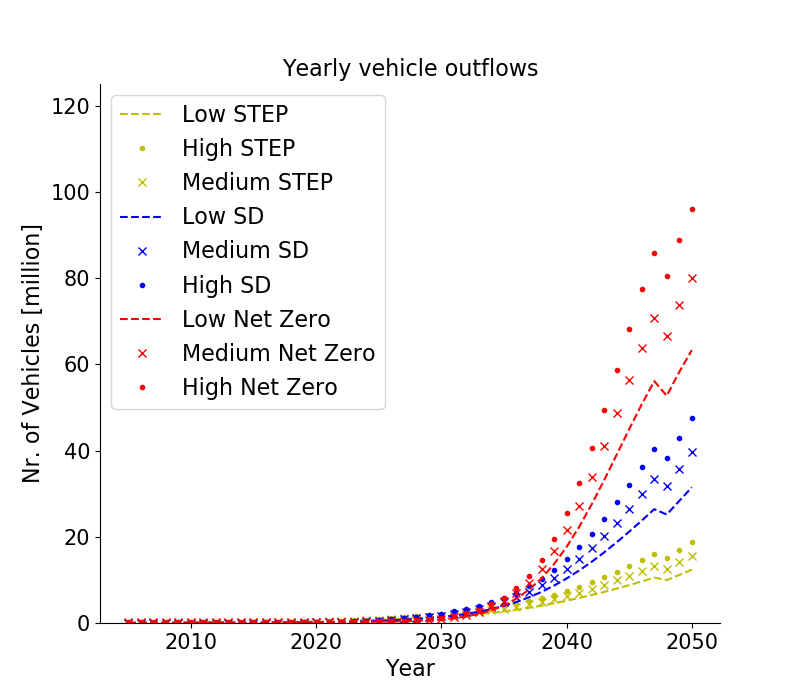 Yearly vehicle outflows
120
100
80
60
40
20
0
Nr. of Vehicles [million]
Low STEP
High STEP
Medium STEP
Low SD
Medium SD
High SD
Low Net Zero
Medium Net Zero
High Net Zero
2010 2020 2030 2040 2050
Year